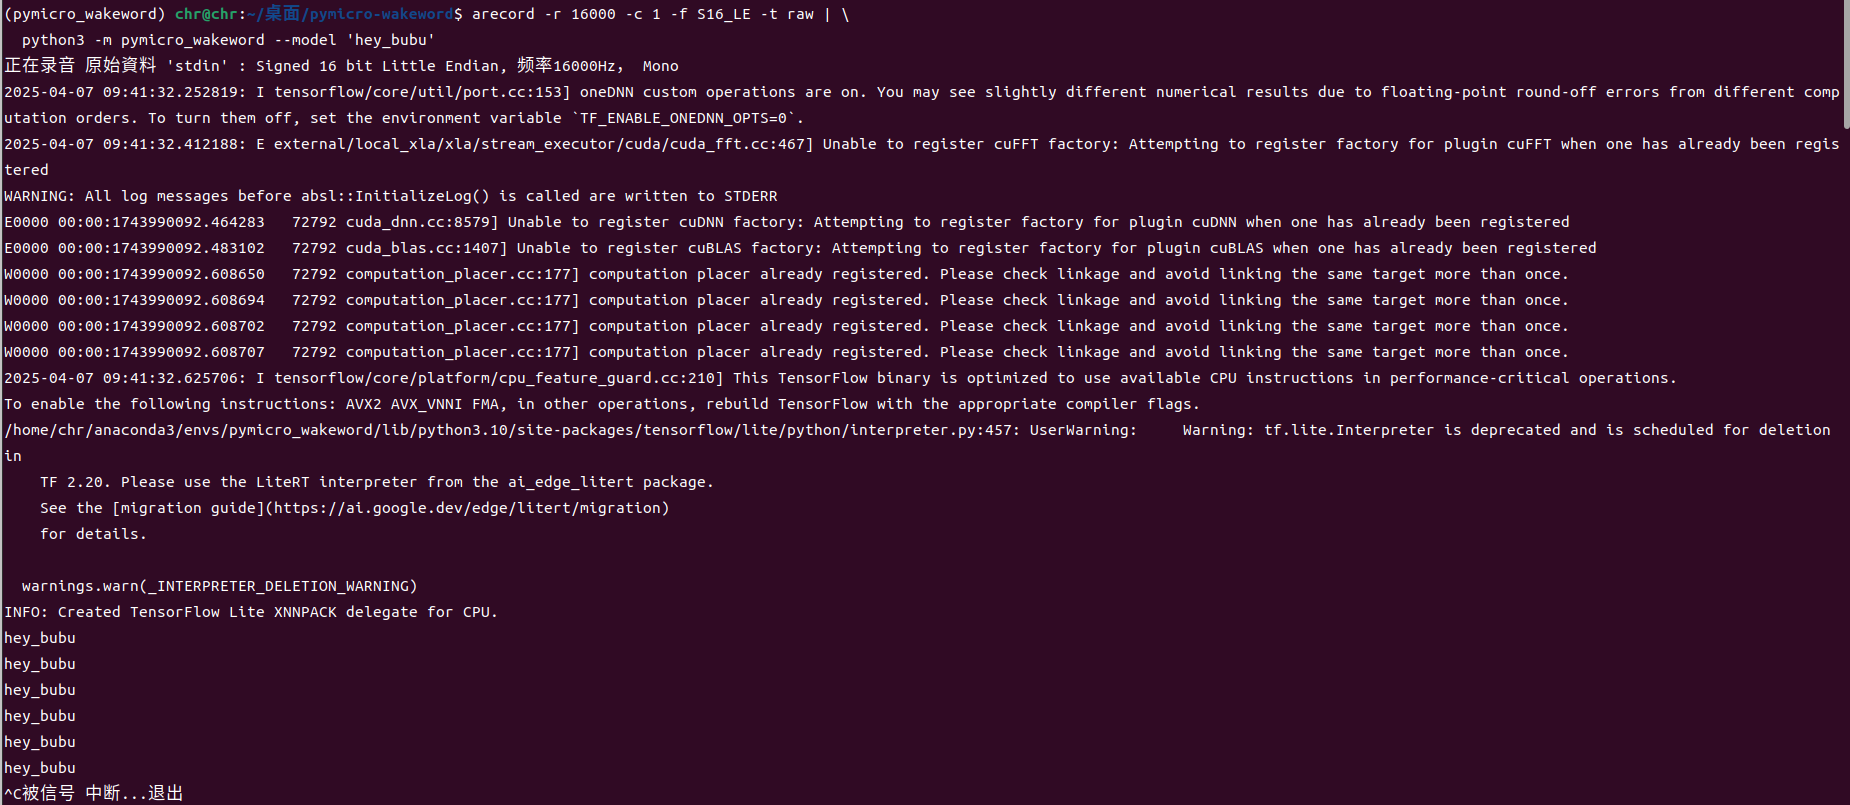 (pymicro_wakeword) chr@chr:~/桌面/pymicro-wakeword$ arecord -r 16000 -c 1 -f S16_LE -t raw | \
  python3 -m pymicro_wakeword --model 'hey_bubu'
正在录音 原始資料 'stdin' : Signed 16 bit Little Endian, 频率16000Hz， Mono
2025-04-07 09:41:32.252819: I tensorflow/core/util/port.cc:153] oneDNN custom operations are on. You may see slightly different numerical results due to floating-point round-off errors from different comp
utation orders. To turn them off, set the environment variable `TF_ENABLE_ONEDNN_OPTS=0`.
2025-04-07 09:41:32.412188: E external/local_xla/xla/stream_executor/cuda/cuda_fft.cc:467] Unable to register cuFFT factory: Attempting to register factory for plugin cuFFT when one has already been regis
tered
WARNING: All log messages before absl::InitializeLog() is called are written to STDERR
E0000 00:00:1743990092.464283   72792 cuda_dnn.cc:8579] Unable to register cuDNN factory: Attempting to register factory for plugin cuDNN when one has already been registered
E0000 00:00:1743990092.483102   72792 cuda_blas.cc:1407] Unable to register cuBLAS factory: Attempting to register factory for plugin cuBLAS when one has already been registered
W0000 00:00:1743990092.608650   72792 computation_placer.cc:177] computation placer already registered. Please check linkage and avoid linking the same target more than once.
W0000 00:00:1743990092.608694   72792 computation_placer.cc:177] computation placer already registered. Please check linkage and avoid linking the same target more than once.
W0000 00:00:1743990092.608702   72792 computation_placer.cc:177] computation placer already registered. Please check linkage and avoid linking the same target more than once.
W0000 00:00:1743990092.608707   72792 computation_placer.cc:177] computation placer already registered. Please check linkage and avoid linking the same target more than once.
2025-04-07 09:41:32.625706: I tensorflow/core/platform/cpu_feature_guard.cc:210] This TensorFlow binary is optimized to use available CPU instructions in performance-critical operations.
To enable the following instructions: AVX2 AVX_VNNI FMA, in other operations, rebuild TensorFlow with the appropriate compiler flags.
/home/chr/anaconda3/envs/pymicro_wakeword/lib/python3.10/site-packages/tensorflow/lite/python/interpreter.py:457: UserWarning:     Warning: tf.lite.Interpreter is deprecated and is scheduled for deletion
in
    TF 2.20. Please use the LiteRT interpreter from the ai_edge_litert package.
    See the [migration guide](https://ai.google.dev/edge/litert/migration)
    for details.

  warnings.warn(_INTERPRETER_DELETION_WARNING)
INFO: Created TensorFlow Lite XNNPACK delegate for CPU.
hey_bubu
hey_bubu
hey_bubu
hey_bubu
hey_bubu
hey_bubu
^C被信号 中断...退出